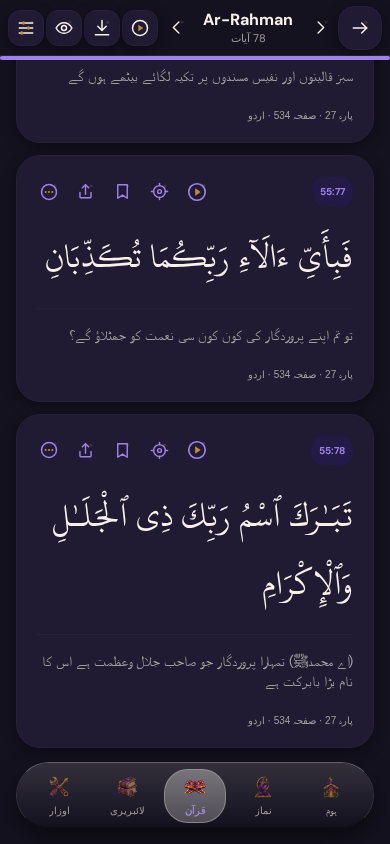 Ar-Rahman
78 آیات
سبز قالینوں اور نفیس مسندوں پر تکیہ لگائے بیٹھے ہوں گے
پارہ 27 · صفحہ 534 · اردو
55:77
فَبِأَيِّ ءَالَآءِ رَبِّكُمَا تُكَذِّبَانِ
تو تم اپنے پروردگار کی کون کون سی نعمت کو جھٹلاؤ گے؟
پارہ 27 · صفحہ 534 · اردو
55:78
تَبَـٰرَكَ ٱسْمُ رَبِّكَ ذِى ٱلْجَلَـٰلِ
وَٱلْإِكْرَامِ
(اے محمدﷺ) تمہارا پروردگار جو صاحب جلال وعظمت ہے اس کا
نام بڑا بابرکت ہے
پارہ 27 · صفحہ 534 · اردو
ہوم
نماز
قرآن
لائبریری
اوزار